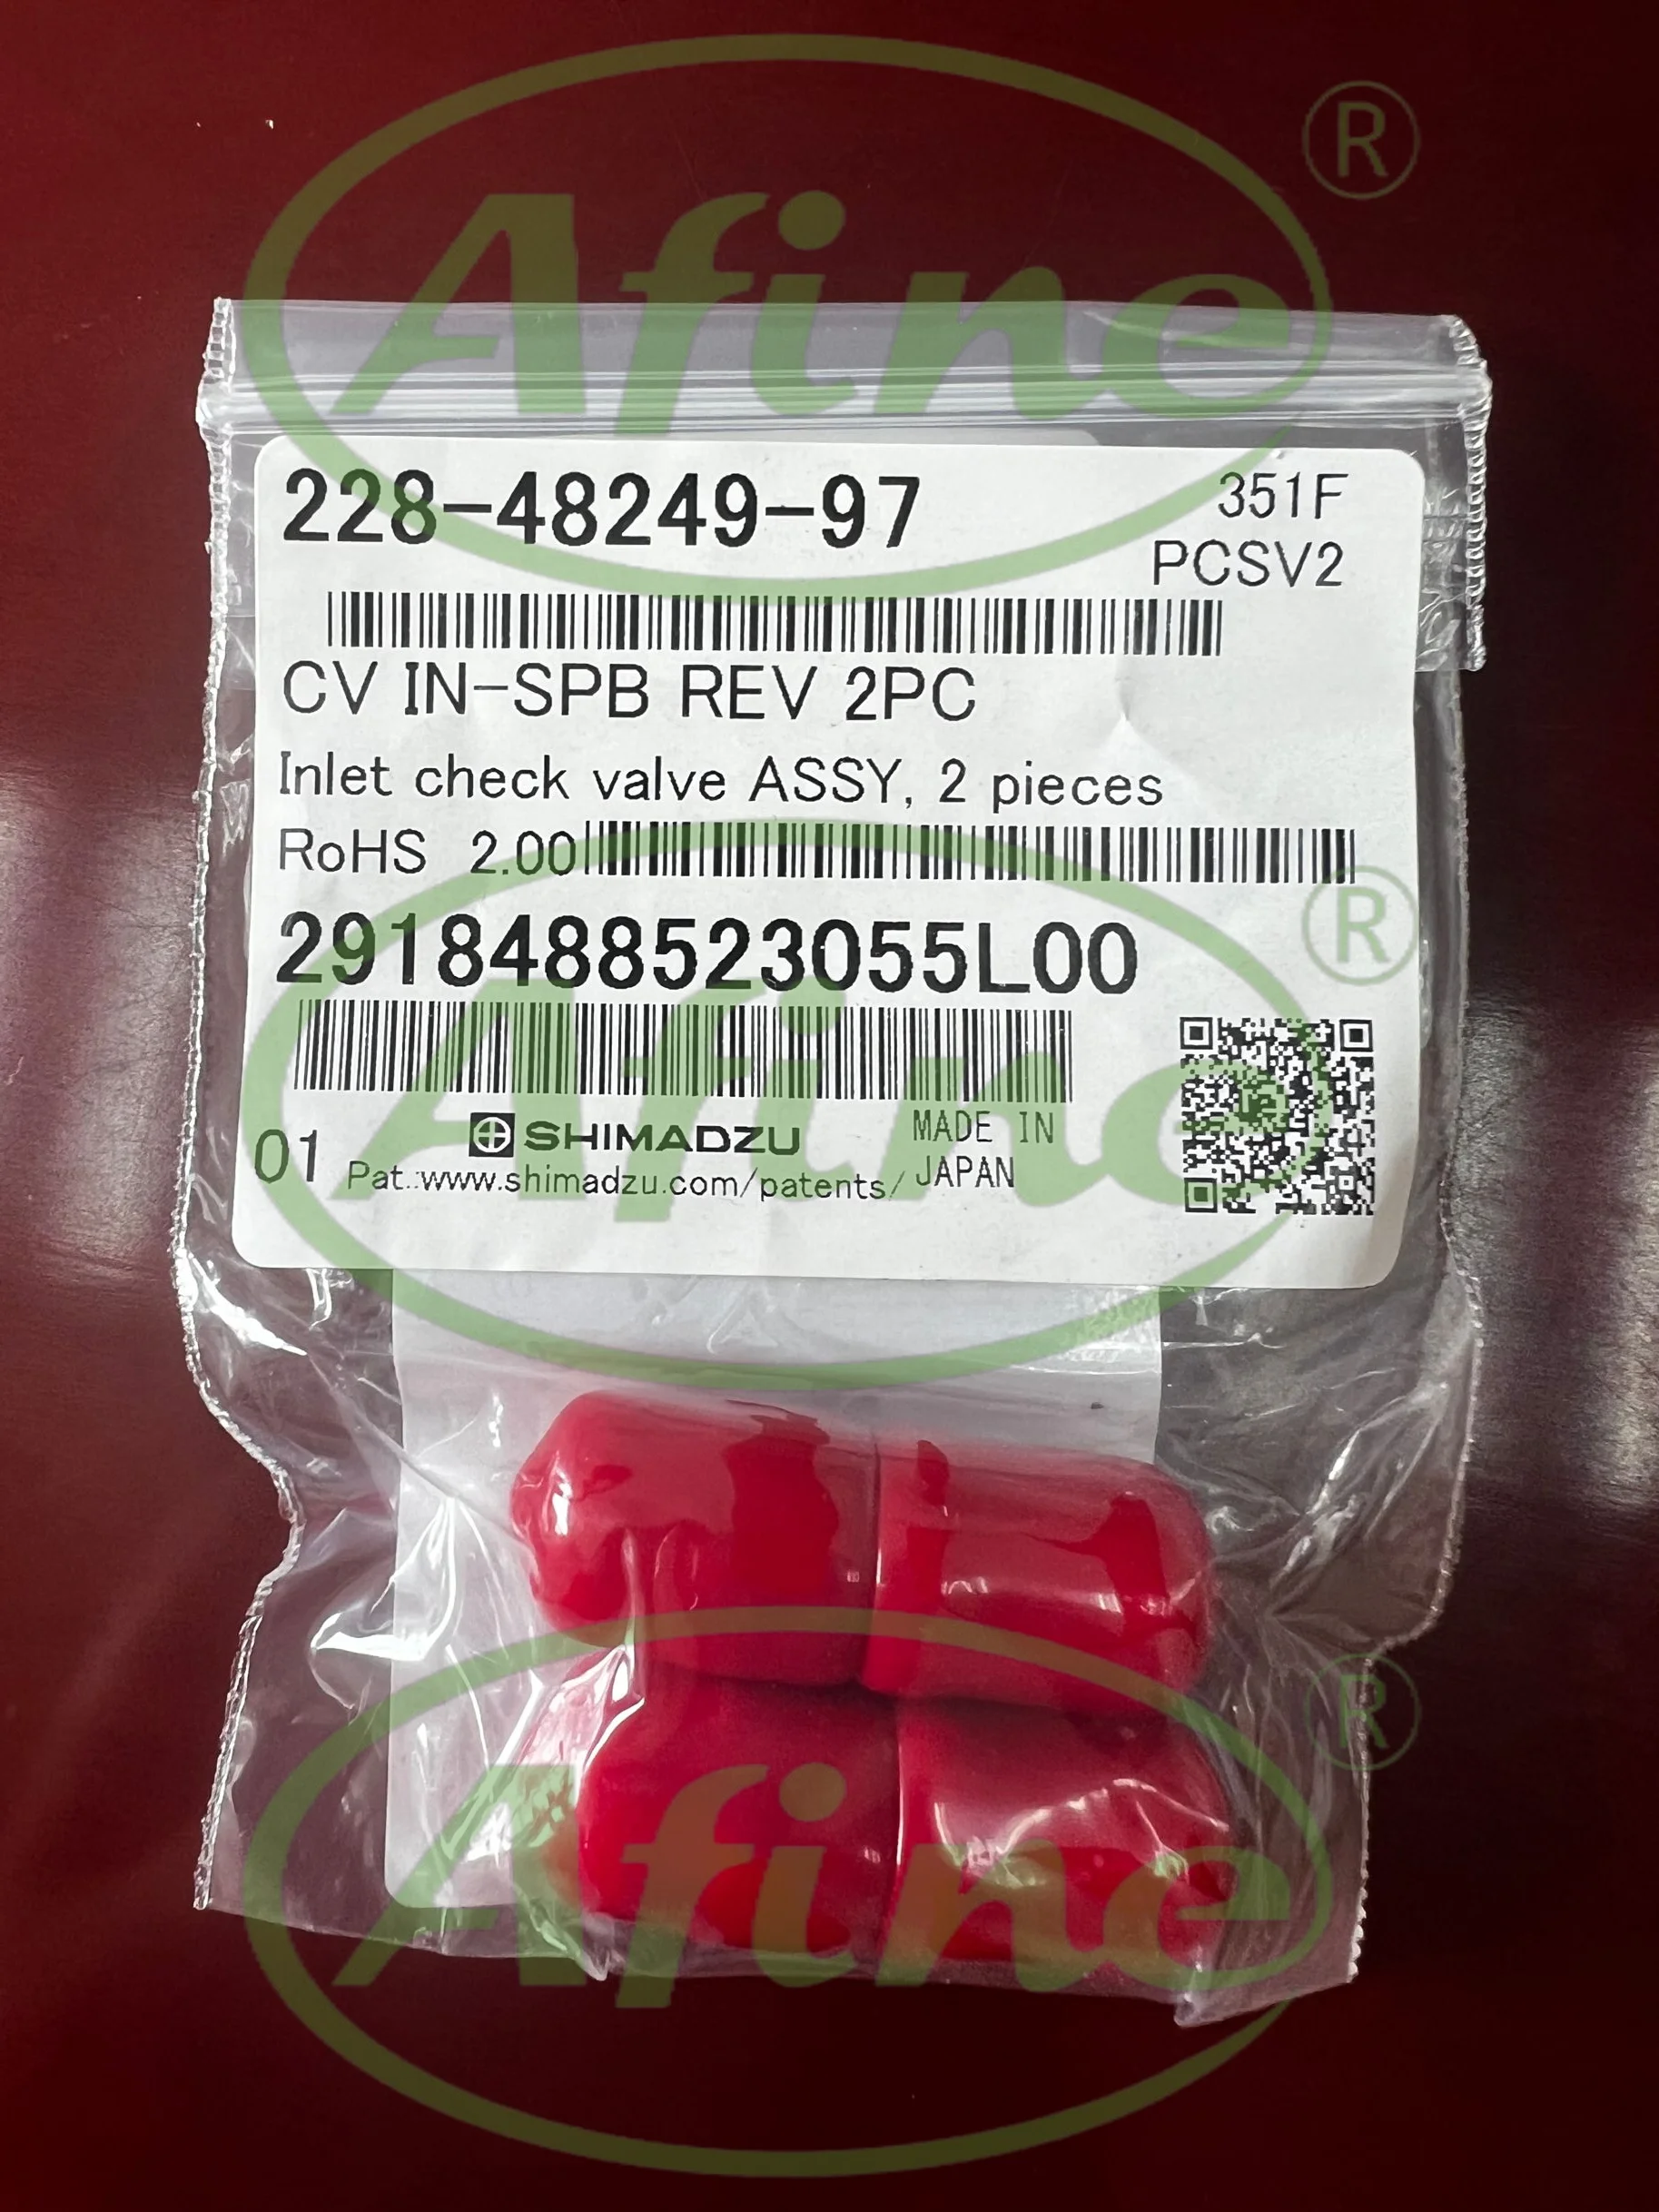 Afine ®
228-48249-97
351F
PCSV2
CV IN-SPB REV 2PC
Inlet check valve ASSY, 2 pieces
RoHS 2.00
2918488523055L00
Afine ®
01
SHIMADZU
MADE IN
JAPAN
Pat.:www.shimadzu.com/patents/
Afine ®